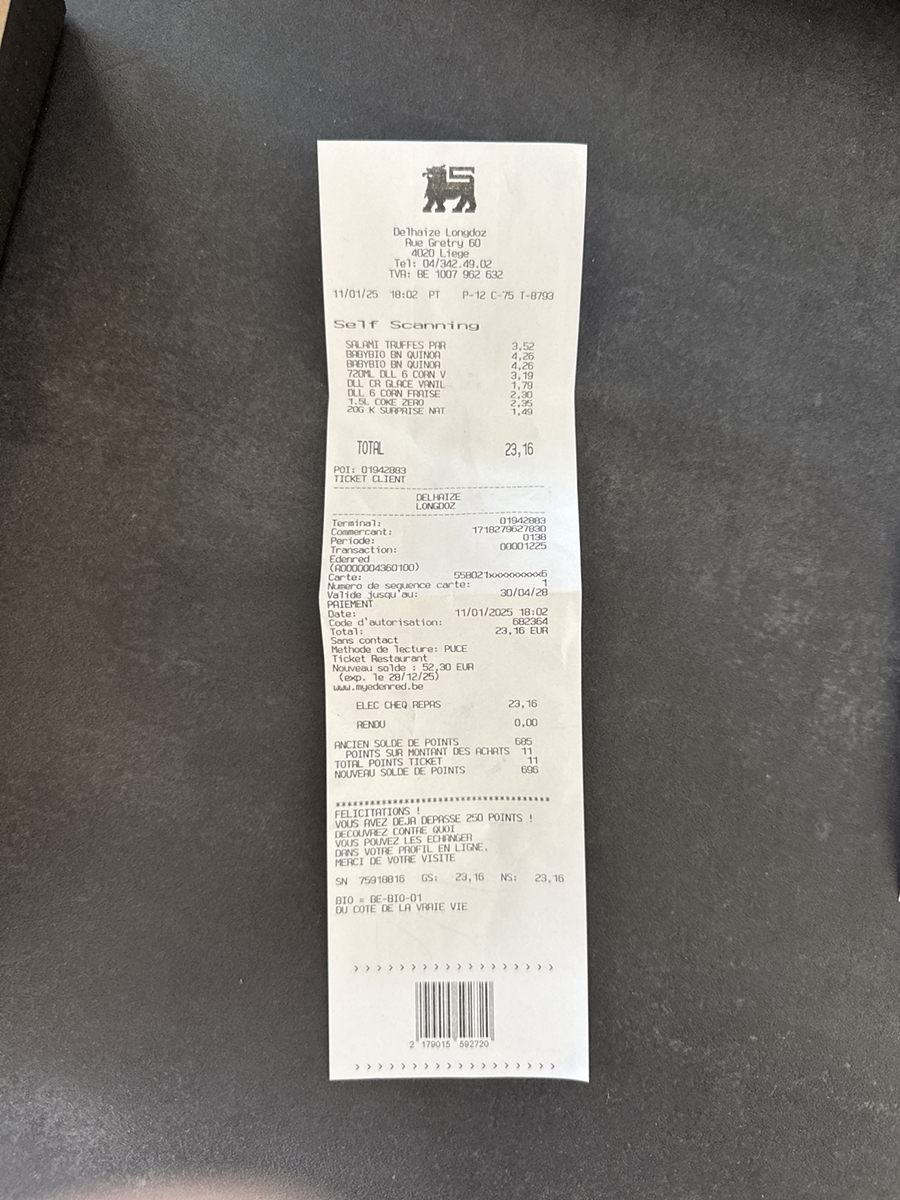 Delhaize Longdoz
Rue Gretry 60
4020 Liege
Tel: 04/342.49.02
TVA: BE 1007 962 632
11/01/25 18:02 PT P-12 C-75 T-8793
Self Scanning
SALAMI TRUFFES PAR 3,52
BABYBIO BN QUINOA 4,26
BABYBIO BN QUINOA 4,26
720ML DLL 6 CORN V 3,19
DLL CR GLACE VANIL 1,79
DLL 6 CORN FRAISE 2,30
1.5L COKE ZERO 2,35
20G K SURPRISE NAT 1,49
TOTAL 23,16
POI: 01942883
TICKET CLIENT
DELHAIZE
LONGDOZ
Terminal: 01942883
Commercant: 1718279627830
Periode: 0138
Transaction: 00001225
Edenred
(A0000004360100)
Carte: 558021xxxxxxxxx6
Numero de sequence carte: 1
Valide jusqu'au: 30/04/28
PAIEMENT
Date: 11/01/2025 18:02
Code d'autorisation: 682364
Total: 23,16 EUR
Sans contact
Methode de lecture: PUCE
Ticket Restaurant
Nouveau solde : 52,30 EUR
(exp. le 28/12/25)
www.myedenred.be
ELEC CHEQ REPAS 23,16
RENDU 0,00
ANCIEN SOLDE DE POINTS 685
POINTS SUR MONTANT DES ACHATS 11
TOTAL POINTS TICKET 11
NOUVEAU SOLDE DE POINTS 696
*********************************
FELICITATIONS !
VOUS AVEZ DEJA DEPASSE 250 POINTS !
DECOUVREZ CONTRE QUOI
VOUS POUVEZ LES ECHANGER
DANS VOTRE PROFIL EN LIGNE.
MERCI DE VOTRE VISITE
SN 75918816 GS: 23,16 NS: 23,16
BIO = BE-BIO-01
DU COTE DE LA VRAIE VIE
> > > > > > > > > > > > > > > > > >
2 179015 592720
> > > > > > > > > > > > > > > > > >